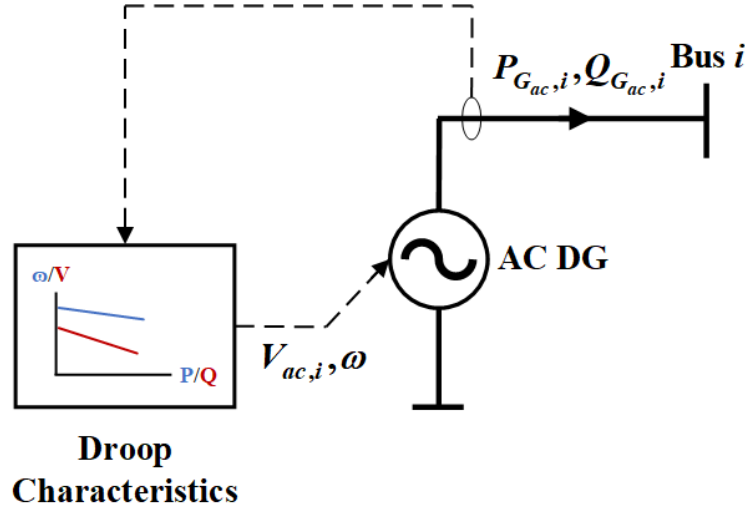 P_{G_{ac},i}, Q_{G_{ac},i} Bus i
AC DG
ω/V
P/Q
V_{ac,i}, ω
Droop
Characteristics